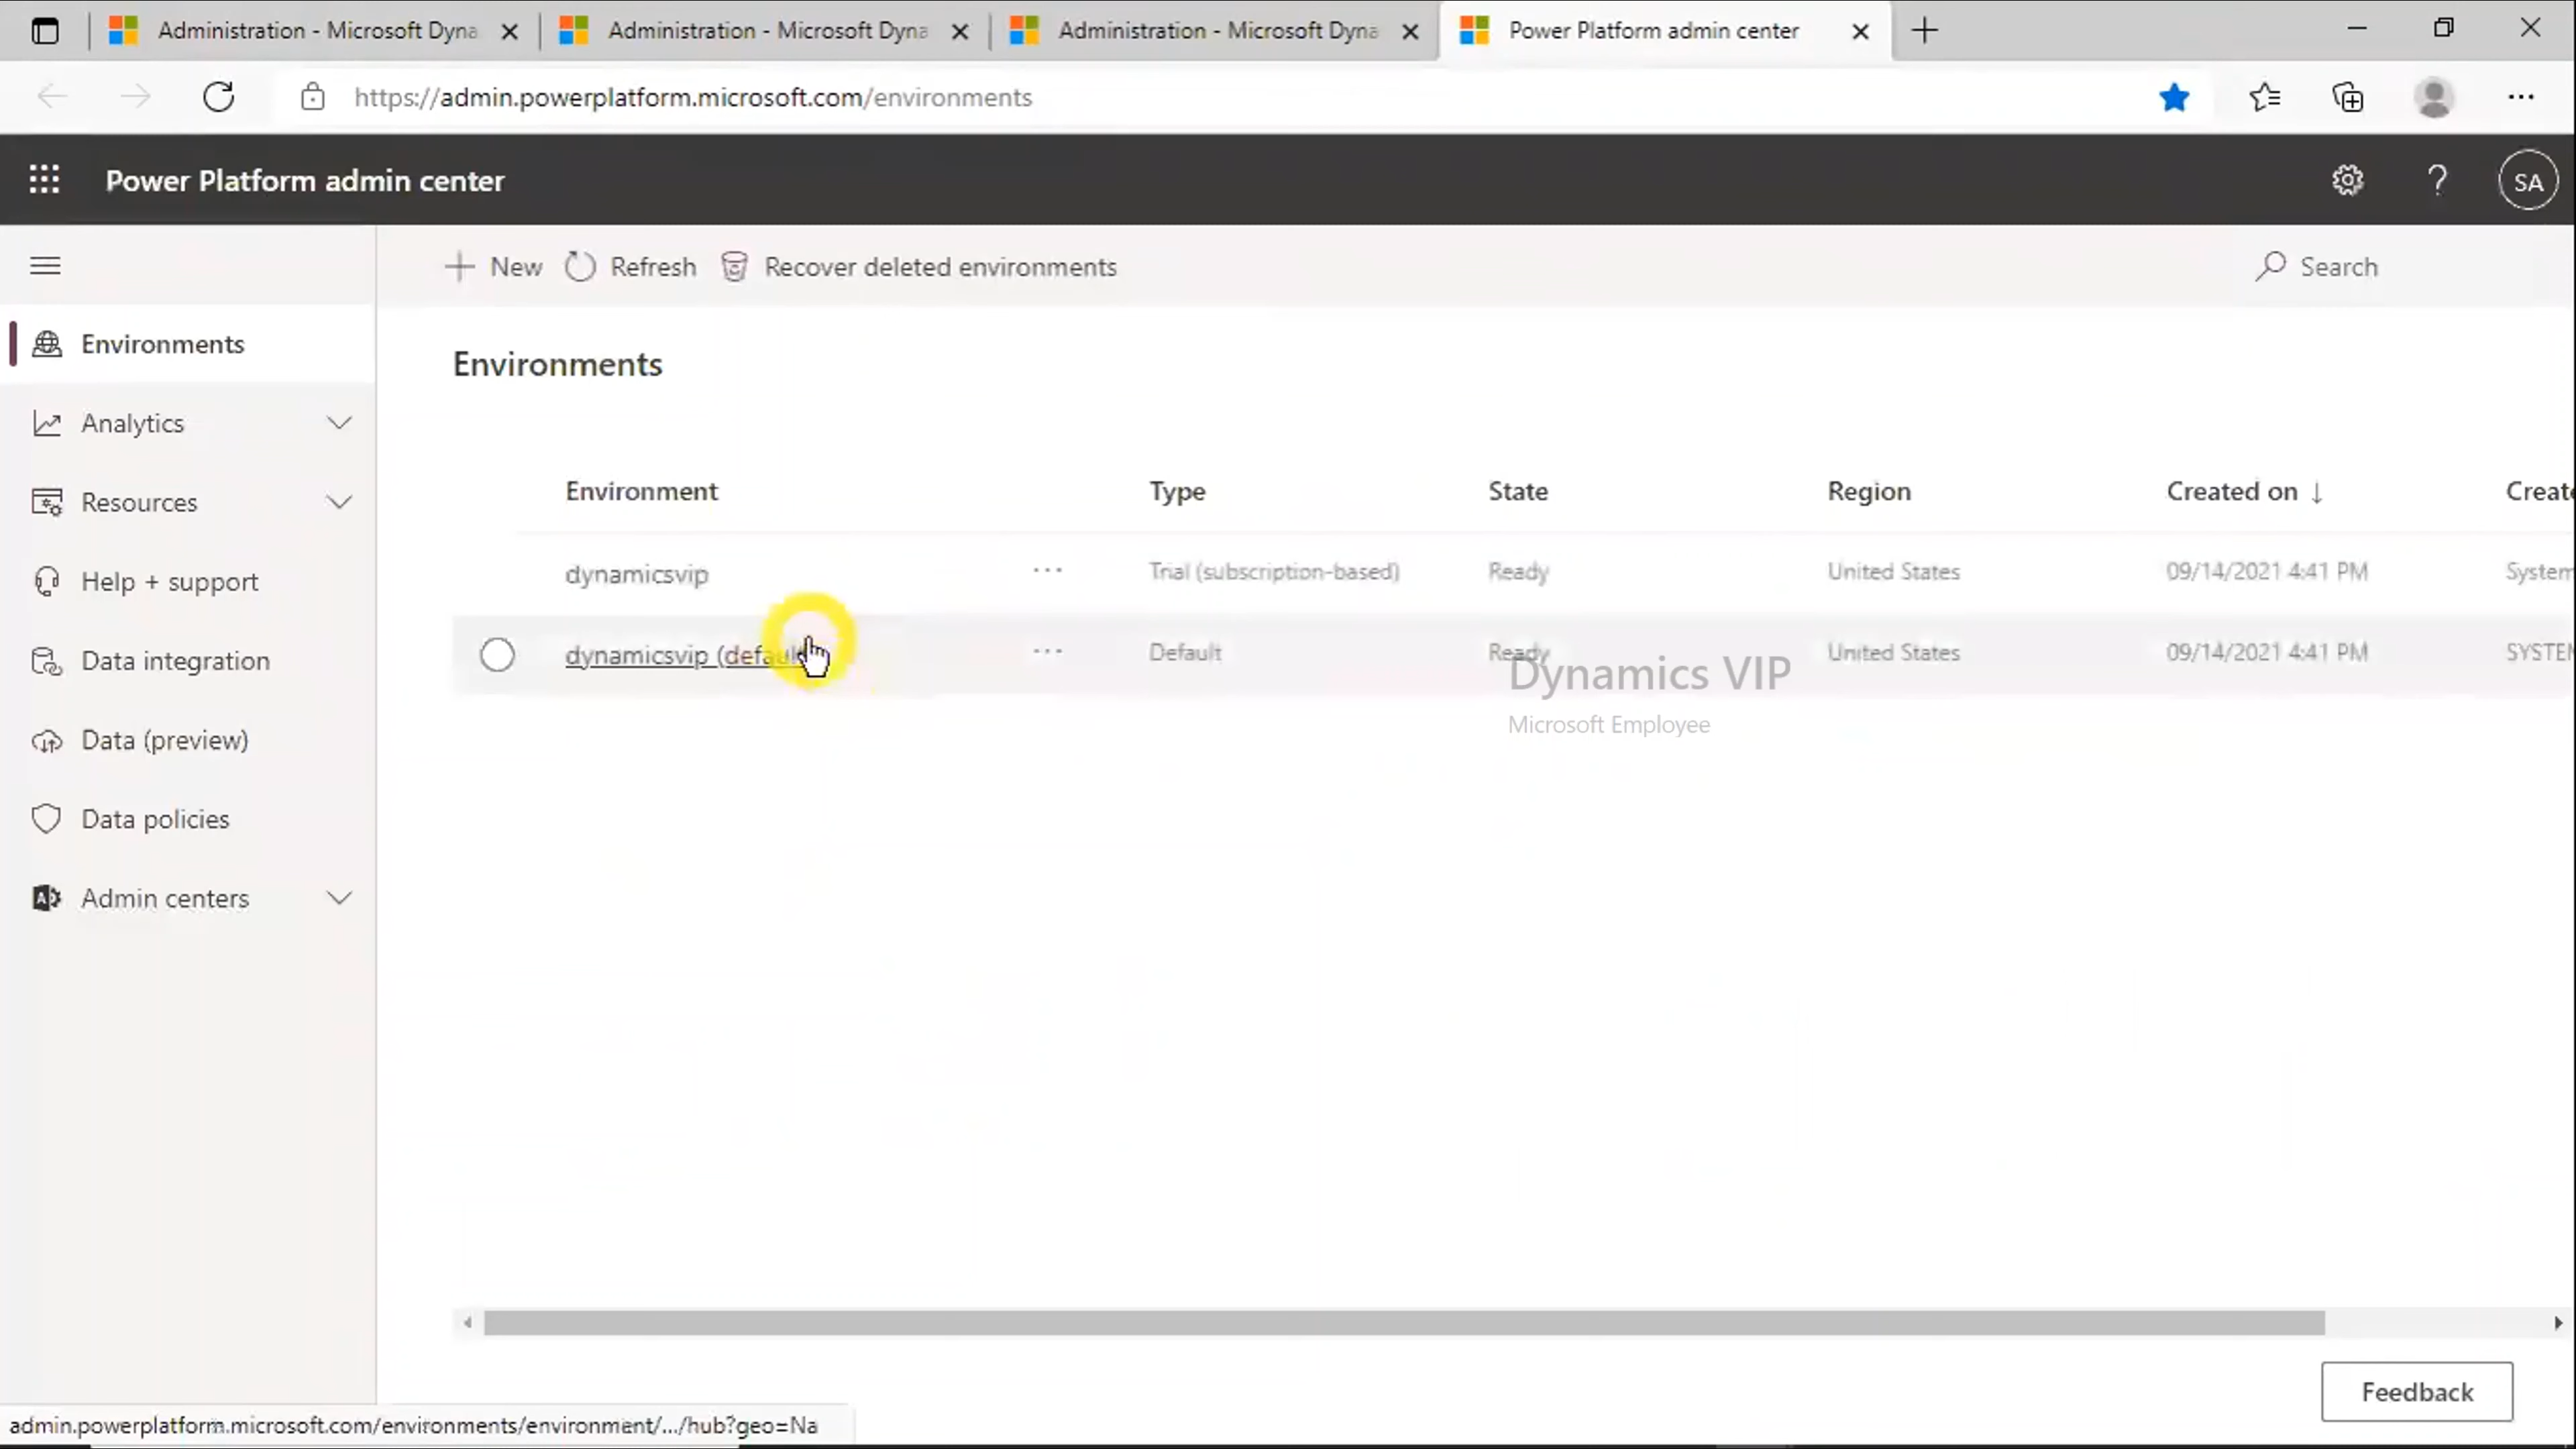 Administration - Microsoft Dyna
Administration - Microsoft Dyna
Administration - Microsoft Dyna
Power Platform admin center
https://admin.powerplatform.microsoft.com/environments
Power Platform admin center
SA
New
Refresh
Recover deleted environments
Search
Environments
Analytics
Resources
Help + support
Data integration
Data (preview)
Data policies
Admin centers
Environments
Environment Type State Region Created on ↓ Create
dynamicsvip ... Trial (subscription-based) Ready United States 09/14/2021 4:41 PM System
dynamicsvip (default ... Default Ready United States 09/14/2021 4:41 PM SYSTEM
Dynamics VIP
Microsoft Employee
Feedback
admin.powerplatform.microsoft.com/environments/environment/.../hub?geo=Na